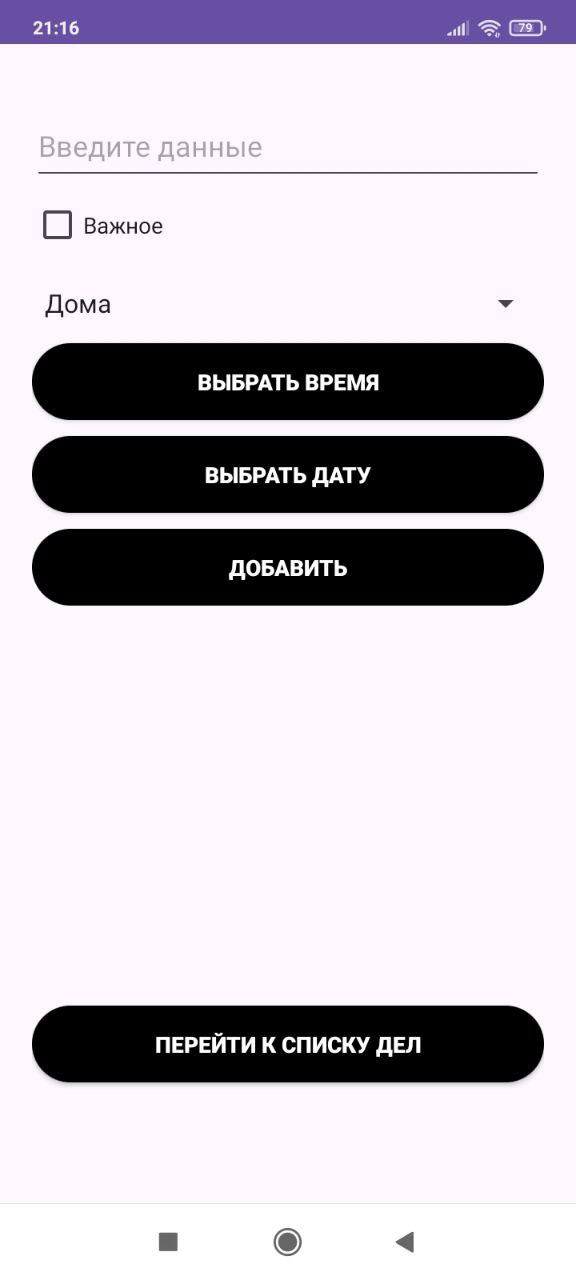 21:16
79
Введите данные
Важное
Дома
ВЫБРАТЬ ВРЕМЯ
ВЫБРАТЬ ДАТУ
ДОБАВИТЬ
ПЕРЕЙТИ К СПИСКУ ДЕЛ